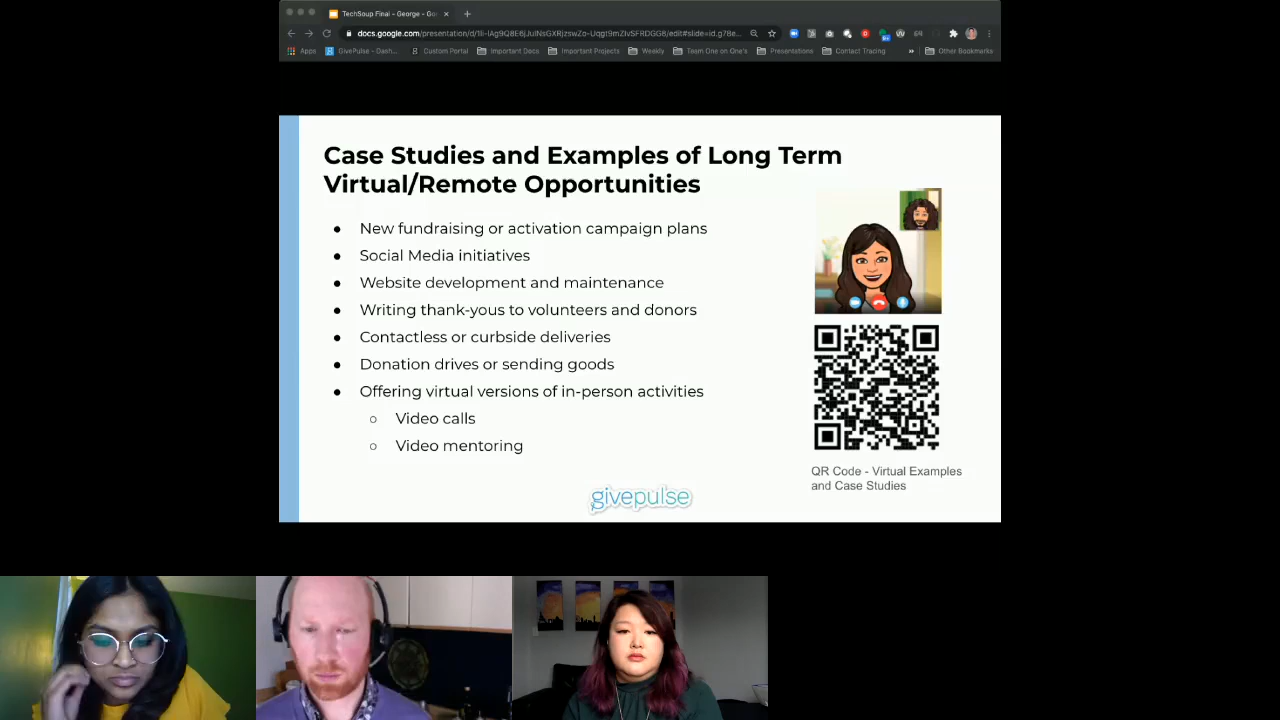 TechSoup Final - George - Go
docs.google.com
Apps
GivePulse - Dash...
Custom Portal
Important Docs
Important Projects
Weekly
Team One on One's
Presentations
Contact Tracing
»
Other Bookmarks
Case Studies and Examples of Long Term
Virtual/Remote Opportunities
● New fundraising or activation campaign plans
● Social Media initiatives
● Website development and maintenance
● Writing thank-yous to volunteers and donors
● Contactless or curbside deliveries
● Donation drives or sending goods
● Offering virtual versions of in-person activities
○ Video calls
○ Video mentoring
QR Code - Virtual Examples
and Case Studies
givepulse